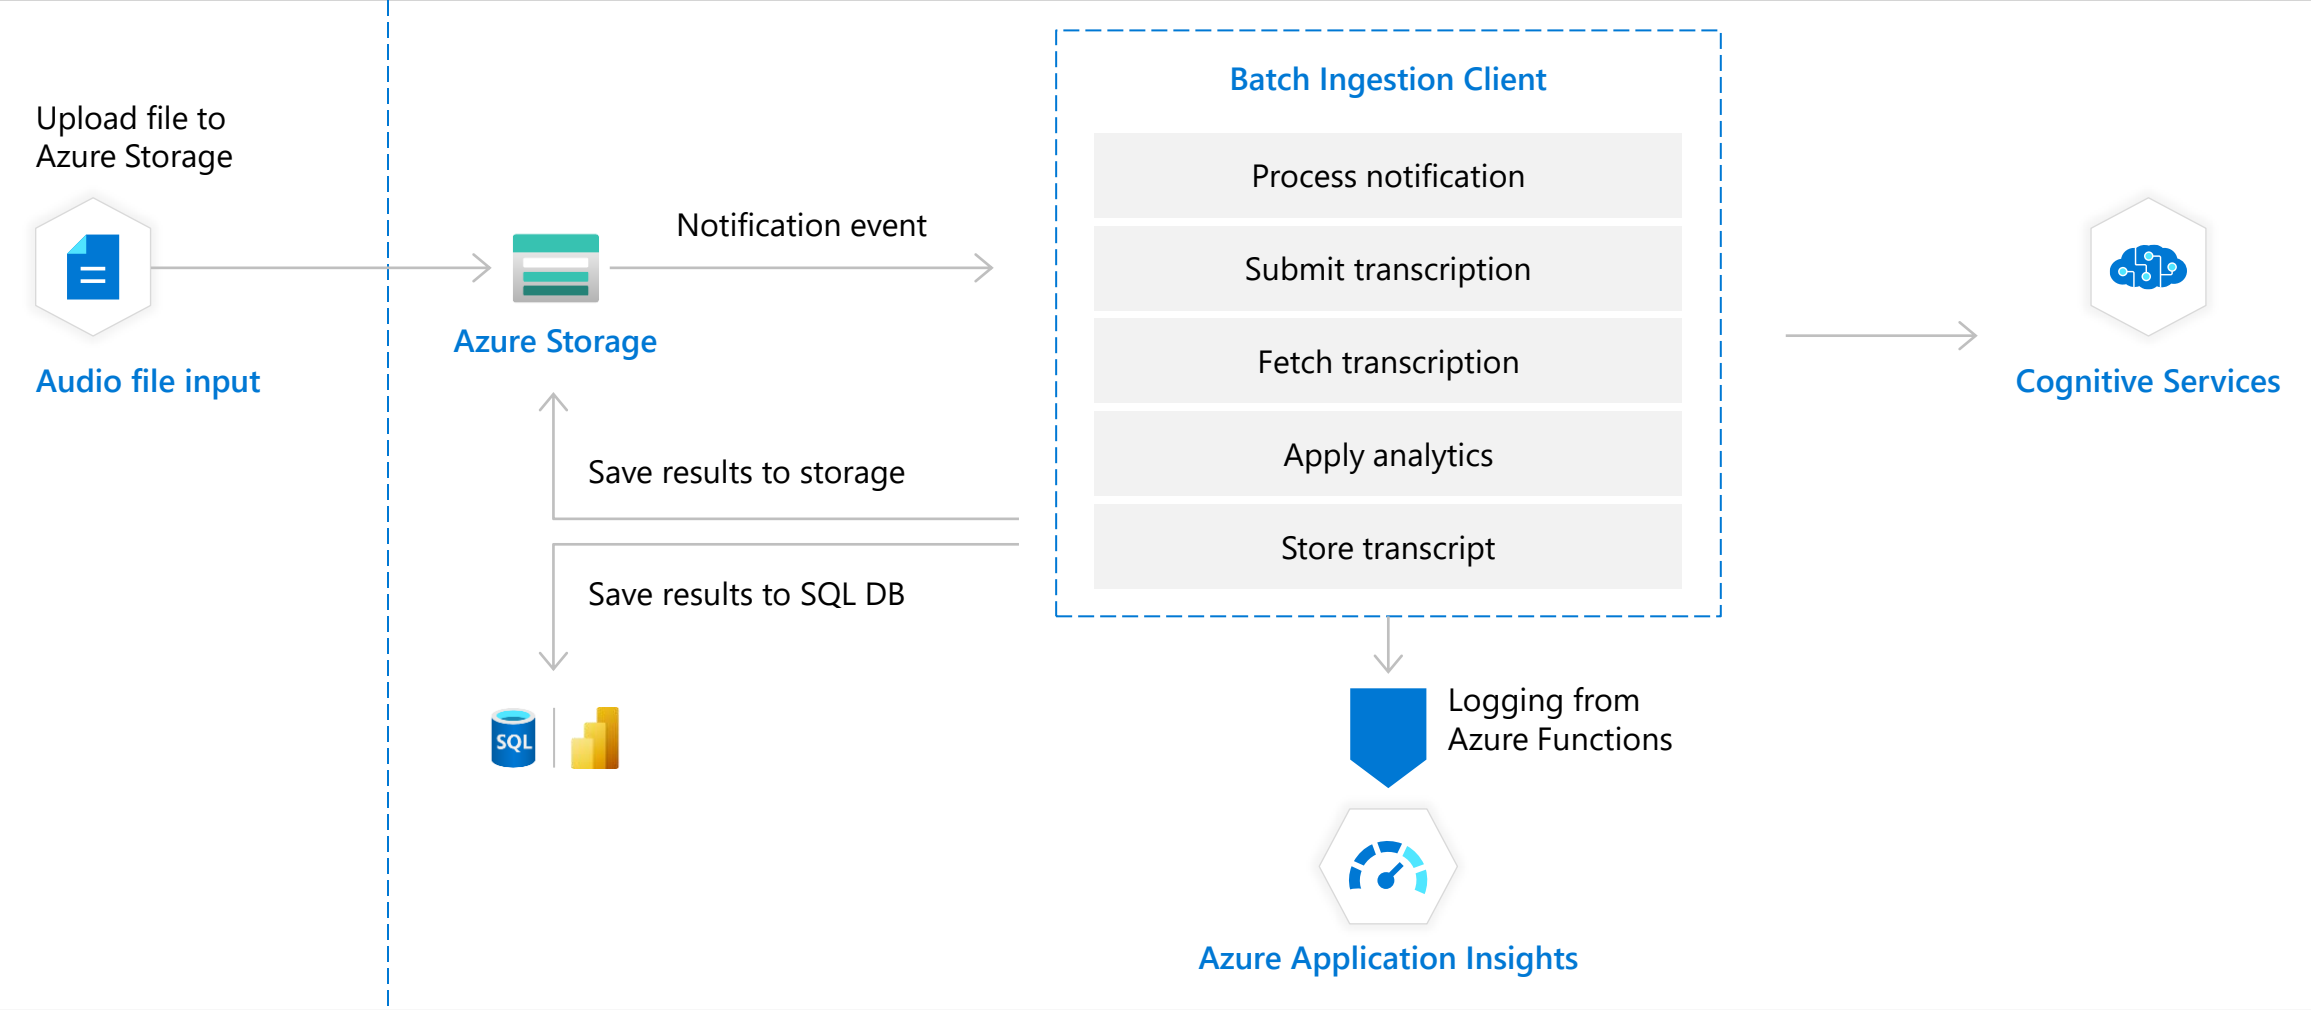 Upload file to
Azure Storage
Audio file input
Azure Storage
Notification event
Save results to storage
Save results to SQL DB
SQL
Batch Ingestion Client
Process notification
Submit transcription
Fetch transcription
Apply analytics
Store transcript
Logging from
Azure Functions
Azure Application Insights
Cognitive Services